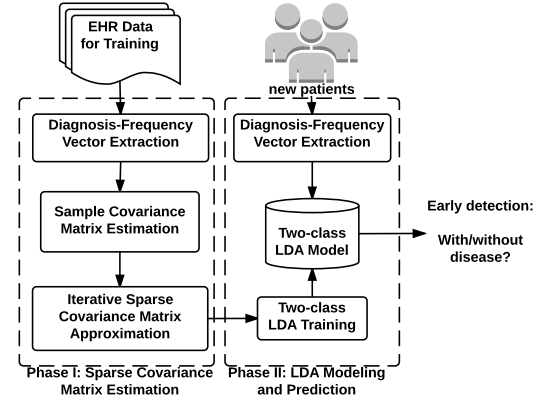 EHR Data
for Training
new patients
Diagnosis-Frequency
Vector Extraction
Sample Covariance
Matrix Estimation
Iterative Sparse
Covariance Matrix
Approximation
Phase I: Sparse Covariance
Matrix Estimation
Diagnosis-Frequency
Vector Extraction
Two-class
LDA Model
Two-class
LDA Training
Phase II: LDA Modeling
and Prediction
Early detection:
With/without
disease?